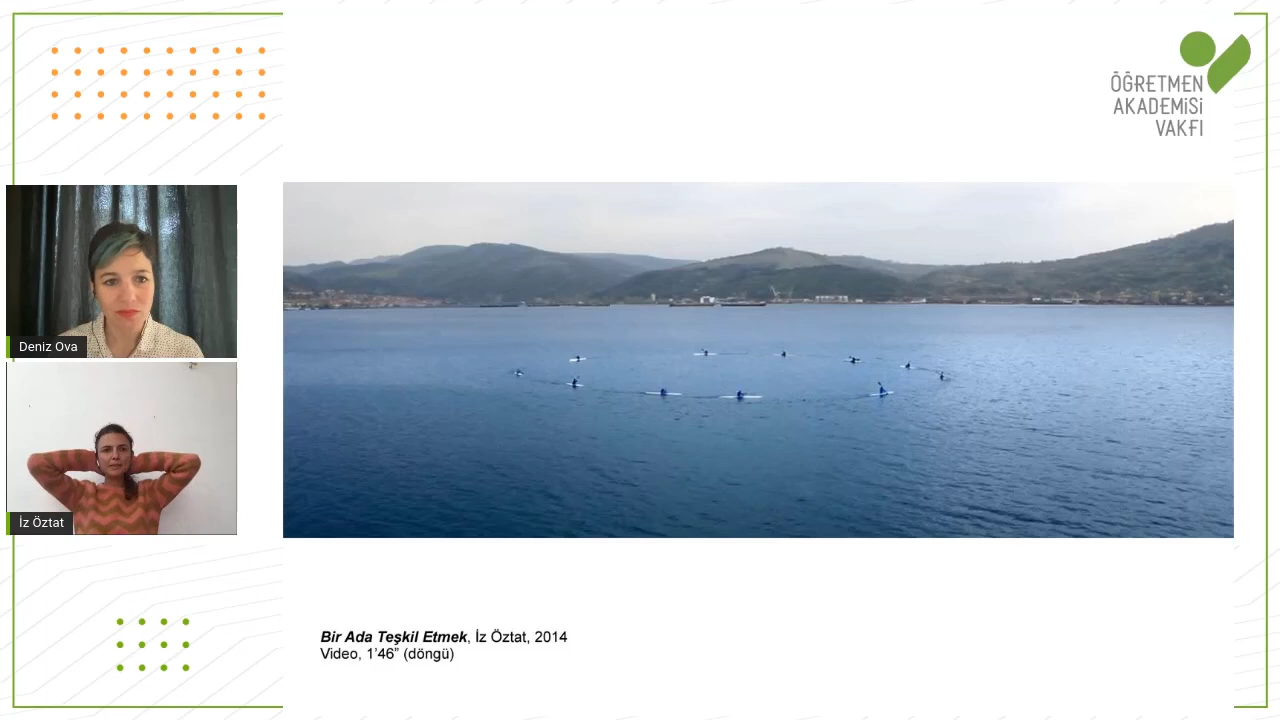 ÖĞRETMEN
AKADEMİSİ
VAKFI
Deniz Ova
İz Öztat
Bir Ada Teşkil Etmek, İz Öztat, 2014
Video, 1’46” (döngü)